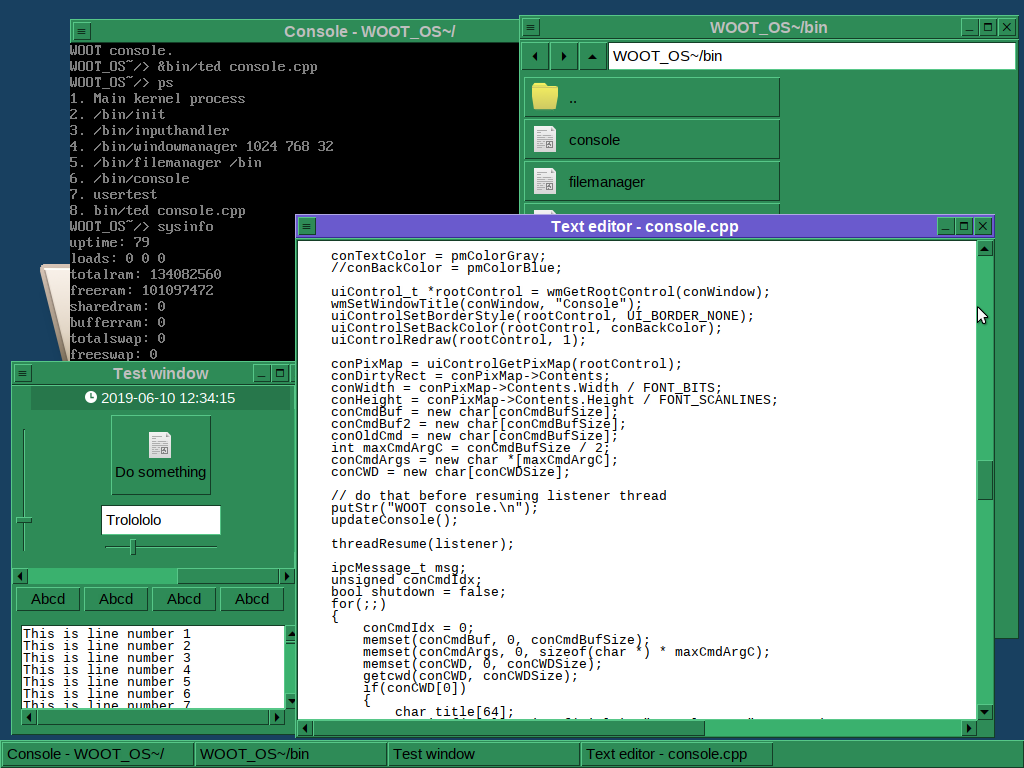 Console - WOOT_OS~/
WOOT console.
WOOT_OS~/> &bin/ted console.cpp
WOOT_OS~/> ps
1. Main kernel process
2. /bin/init
3. /bin/inputhandler
4. /bin/windowmanager 1024 768 32
5. /bin/filemanager /bin
6. /bin/console
7. usertest
8. bin/ted console.cpp
WOOT_OS~/> sysinfo
uptime: 79
loads: 0 0 0
totalram: 134082560
freeram: 101097472
sharedram: 0
bufferram: 0
totalswap: 0
freeswap: 0
WOOT_OS~/bin
WOOT_OS~/bin
..
console
filemanager
Text editor - console.cpp
conTextColor = pmColorGray;
//conBackColor = pmColorBlue;
uiControl_t *rootControl = wmGetRootControl(conWindow);
wmSetWindowTitle(conWindow, "Console");
uiControlSetBorderStyle(rootControl, UI_BORDER_NONE);
uiControlSetBackColor(rootControl, conBackColor);
uiControlRedraw(rootControl, 1);
conPixMap = uiControlGetPixMap(rootControl);
conDirtyRect = conPixMap->Contents;
conWidth = conPixMap->Contents.Width / FONT_BITS;
conHeight = conPixMap->Contents.Height / FONT_SCANLINES;
conCmdBuf = new char[conCmdBufSize];
conCmdBuf2 = new char[conCmdBufSize];
conOldCmd = new char[conCmdBufSize];
int maxCmdArgC = conCmdBufSize / 2;
conCmdArgs = new char *[maxCmdArgC];
conCWD = new char[conCWDSize];
// do that before resuming listener thread
putStr("WOOT console.\n");
updateConsole();
threadResume(listener);
ipcMessage_t msg;
unsigned conCmdIdx;
bool shutdown = false;
for(;;)
{
conCmdIdx = 0;
memset(conCmdBuf, 0, conCmdBufSize);
memset(conCmdArgs, 0, sizeof(char *) * maxCmdArgC);
memset(conCWD, 0, conCWDSize);
getcwd(conCWD, conCWDSize);
if(conCWD[0])
{
char title[64];
Test window
2019-06-10 12:34:15
Do something
Trolololo
Abcd Abcd Abcd Abcd
This is line number 1
This is line number 2
This is line number 3
This is line number 4
This is line number 5
This is line number 6
This is line number 7
Console - WOOT_OS~/ WOOT_OS~/bin Test window Text editor - console.cpp